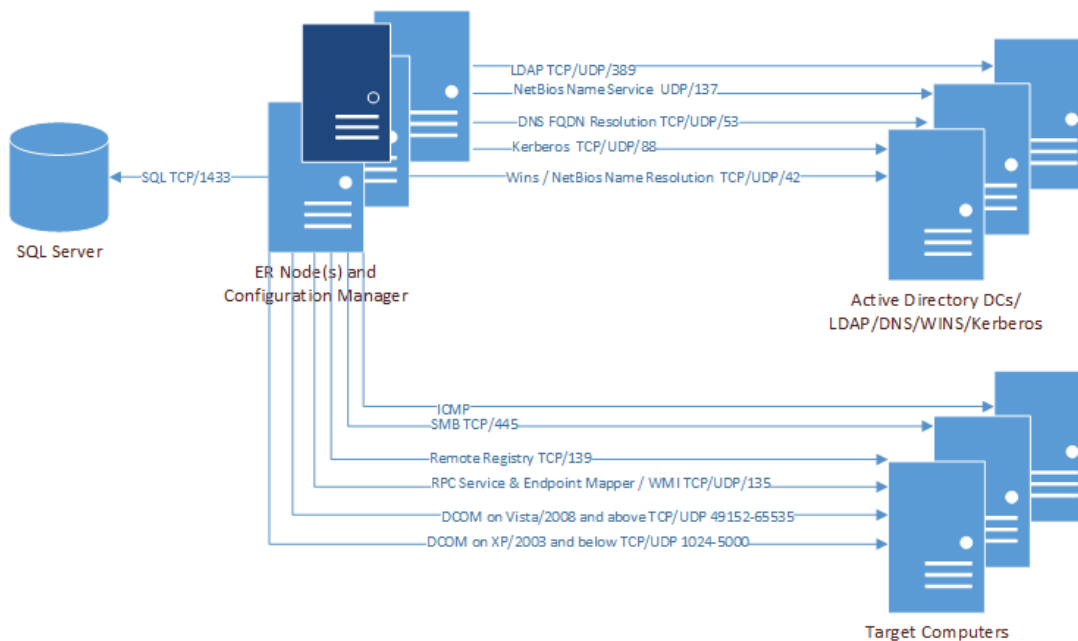 LDAP TCP/UDP/389
NetBios Name Service UDP/137
DNS FQDN Resolution TCP/UDP/53
Kerberos TCP/UDP/88
Wins / NetBios Name Resolution TCP/UDP/42
SQL TCP/1433
SQL Server
ER Node(s) and
Configuration Manager
Active Directory DCs/
LDAP/DNS/WINS/Kerberos
ICMP
SMB TCP/445
Remote Registry TCP/139
RPC Service & Endpoint Mapper / WMI TCP/UDP/135
DCOM on Vista/2008 and above TCP/UDP 49152-65535
DCOM on XP/2003 and below TCP/UDP 1024-5000
Target Computers